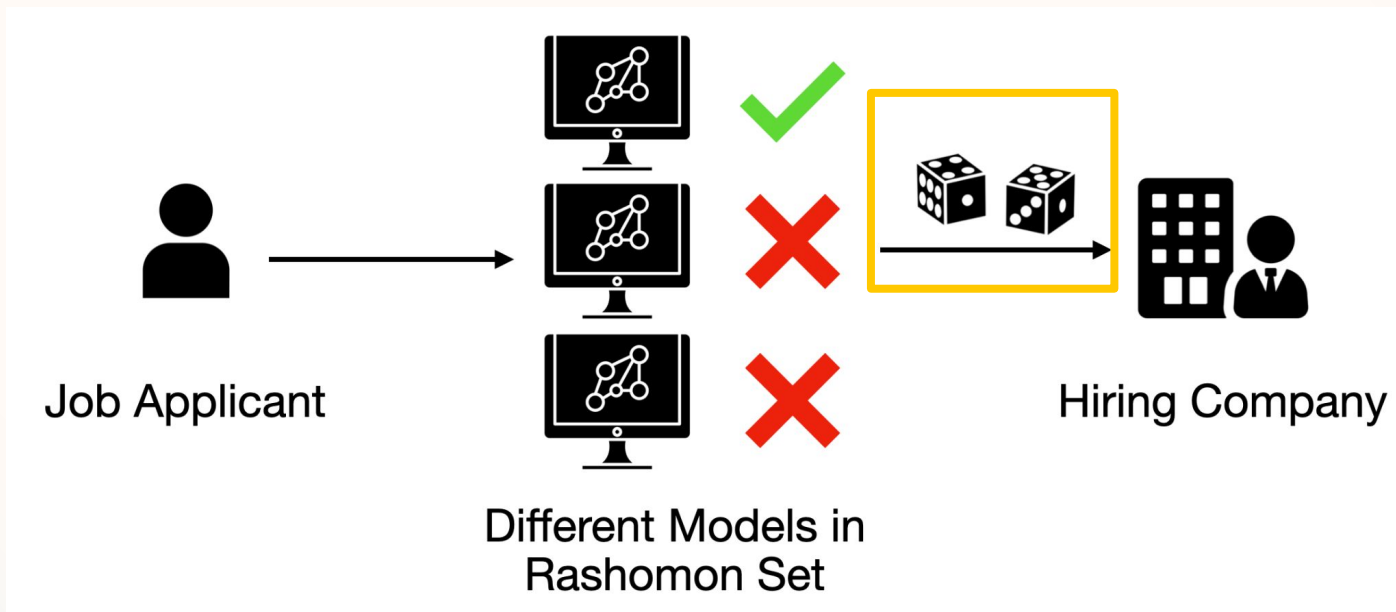 Job Applicant
Different Models in
Rashomon Set
Hiring Company